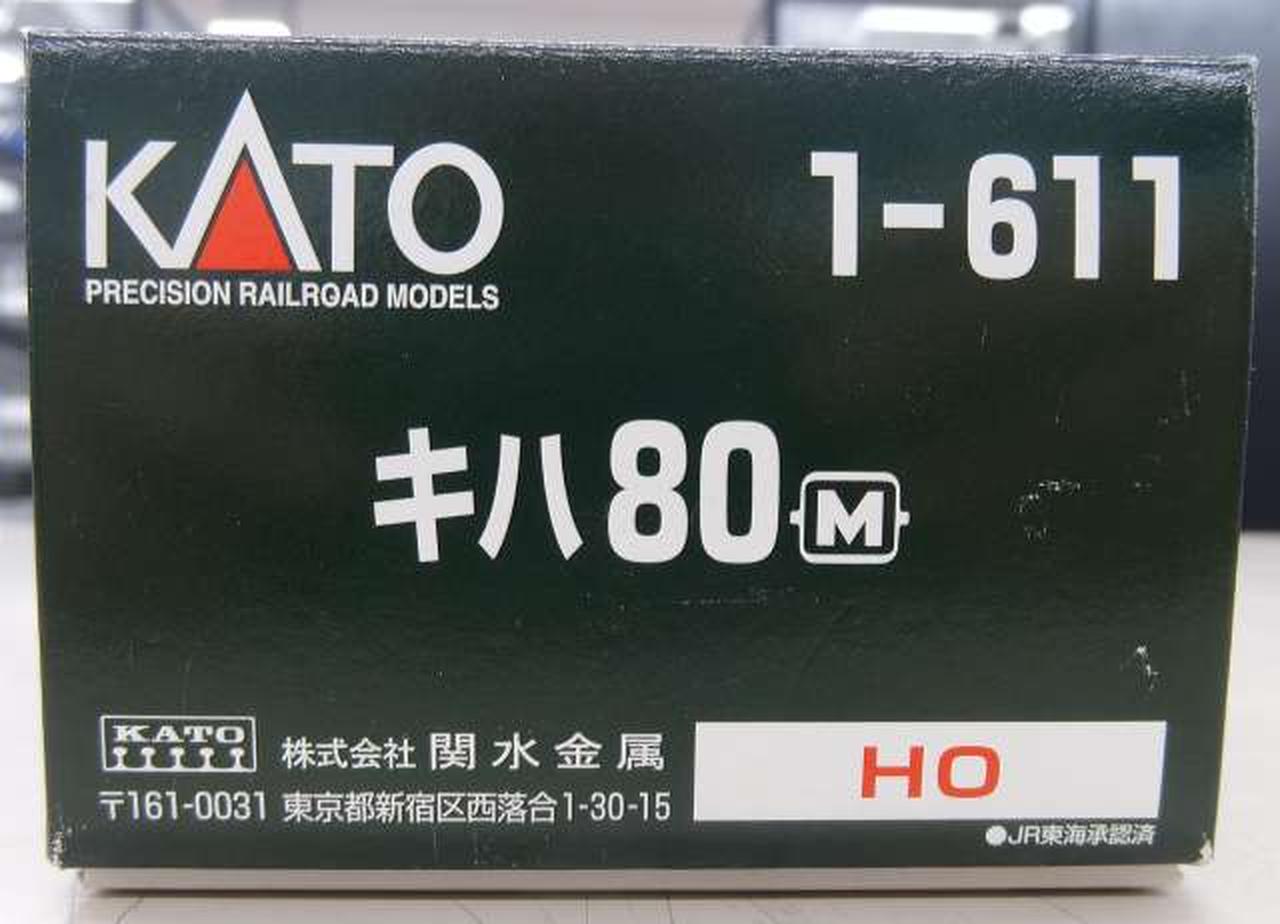 KATO
PRECISION RAILROAD MODELS
1-611
キハ80 M
KATO
株式会社 関水金属
〒161-0031 東京都新宿区西落合1-30-15
HO
●JR東海承認済